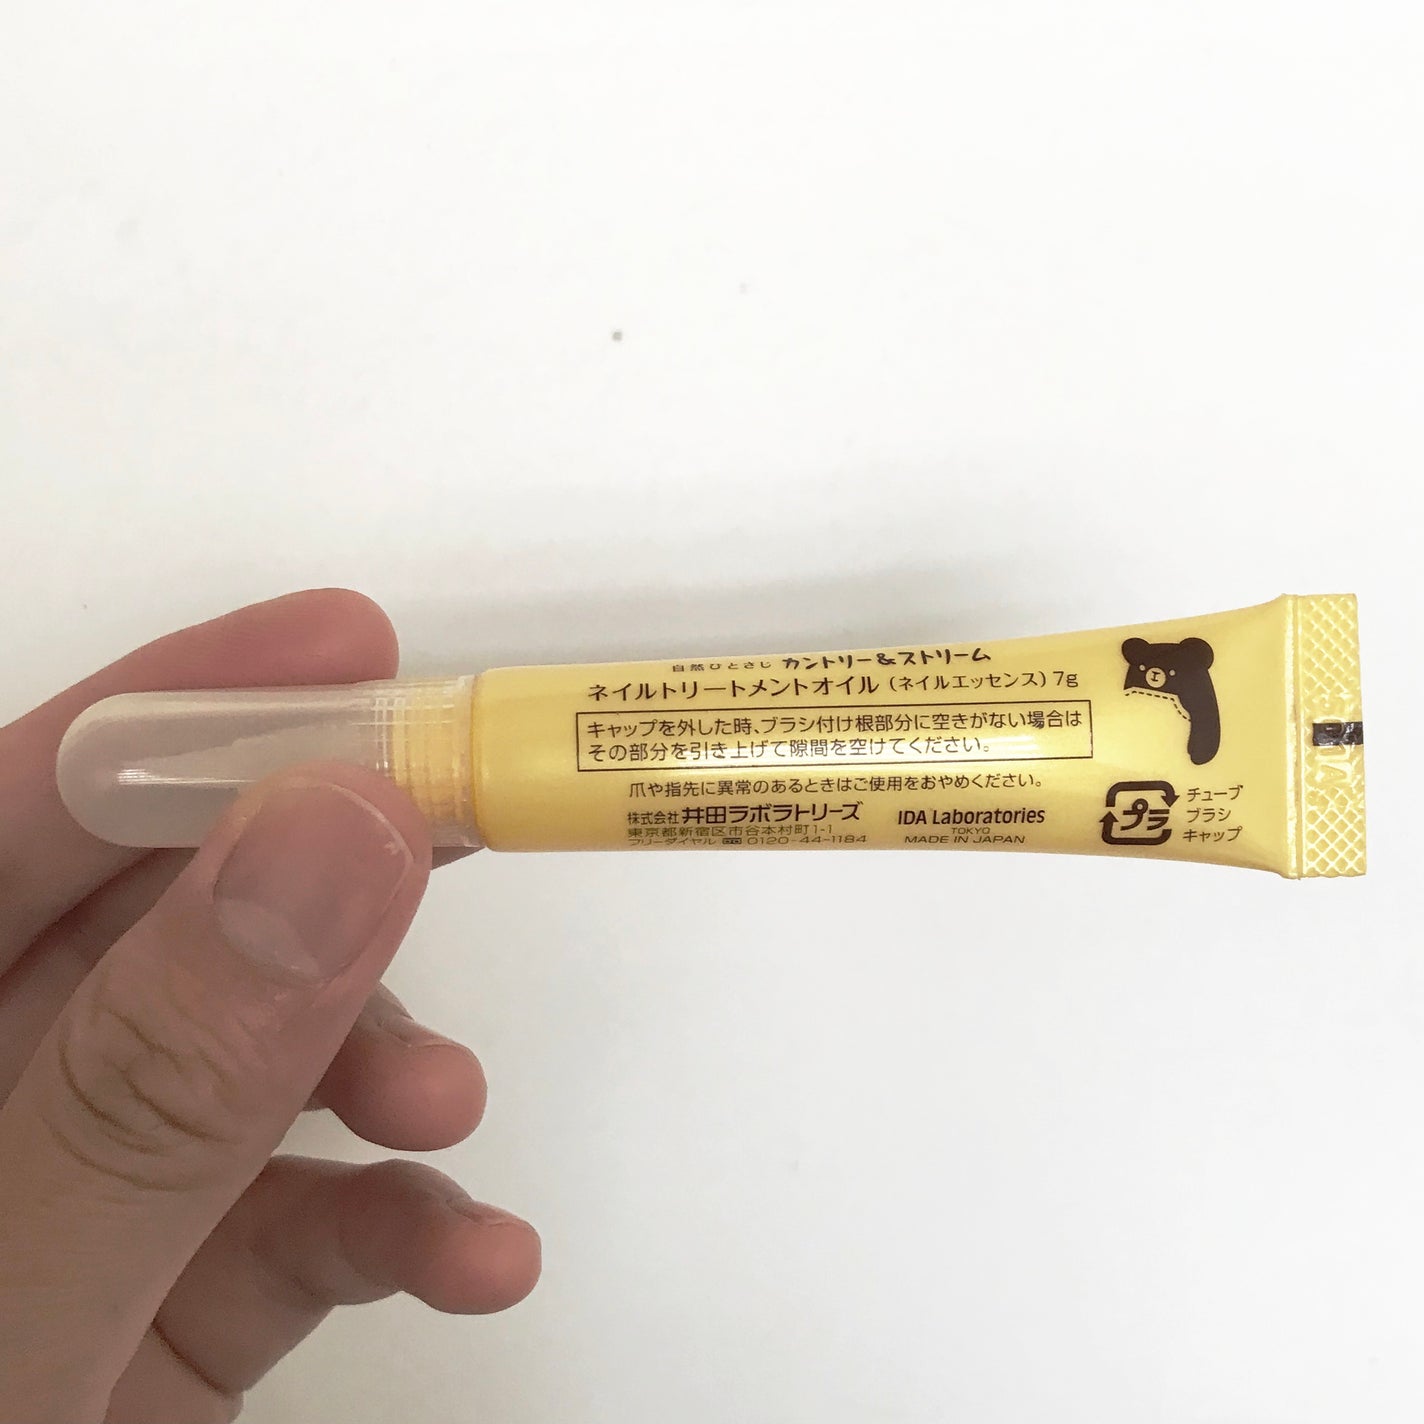 自然ひとさじ カントリー&ストリーム
ネイルトリートメントオイル（ネイルエッセンス）7g
キャップを外した時、ブラシ付け根部分に空きがない場合は
その部分を引き上げて隙間を空けてください。
爪や指先に異常のあるときはご使用をおやめください。
株式会社 井田ラボラトリーズ
東京都新宿区市谷本村町1-1
フリーダイヤル 0120-44-1184
IDA Laboratories
TOKYO
MADE IN JAPAN
プラ
チューブ
ブラシ
キャップ